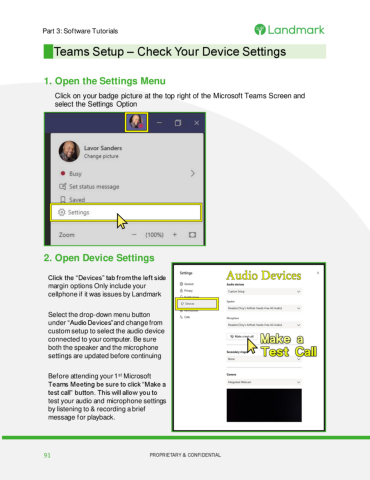 Part 3: Software Tutorials
Landmark
Teams Setup – Check Your Device Settings
1. Open the Settings Menu
Click on your badge picture at the top right of the Microsoft Teams Screen and
select the Settings Option
Lavor Sanders
Change picture
Busy
Set status message
Saved
Settings
Zoom
(100%)
2. Open Device Settings
Click the “Devices” tab from the left side
margin options Only include your
cellphone if it was issues by Landmark
Select the drop-down menu button
under “Audio Devices” and change from
custom setup to select the audio device
connected to your computer. Be sure
both the speaker and the microphone
settings are updated before continuing
Before attending your 1st Microsoft
Teams Meeting be sure to click “Make a
test call” button. This will allow you to
test your audio and microphone settings
by listening to & recording a brief
message for playback.
Settings
Audio Devices
General
Audio devices
Privacy
Custom Setup
Devices
Speaker
Calls
Microphone
Make a
Test Call
Secondary
None
Camera
Integrated Webcam
91
PROPRIETARY & CONFIDENTIAL